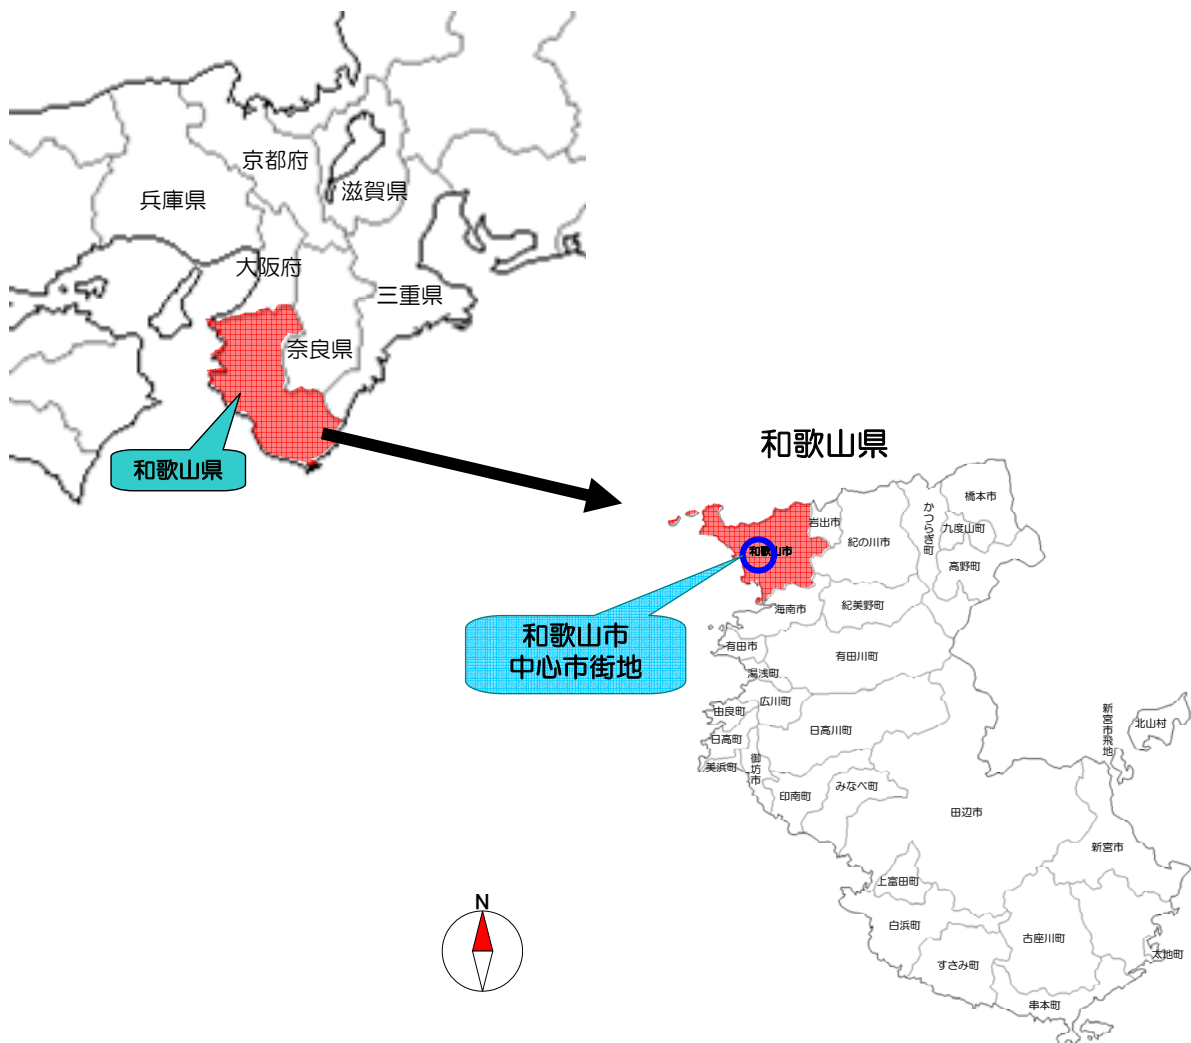 京都府
滋賀県
兵庫県
大阪府
三重県
奈良県
和歌山県
和歌山県
橋本市
かつらぎ町
岩出市
九度山町
紀の川市
和歌山市
高野町
海南市
紀美野町
和歌山市
中心市街地
有田市
有田川町
湯浅町
広川町
由良町
新宮市飛地
北山村
日高川町
日高町
御坊市
美浜町
みなべ町
印南町
田辺市
新宮市
上富田町
N
白浜町
古座川町
太地町
すさみ町
串本町